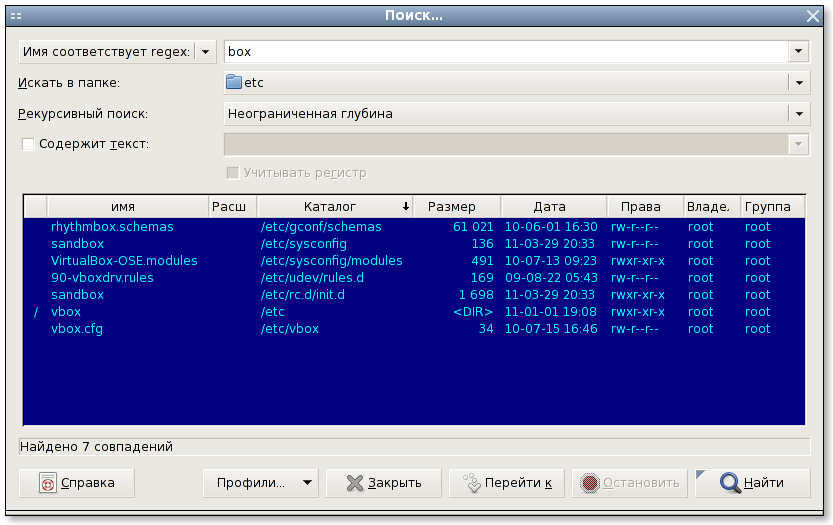 Поиск...
Имя соответствует regex: box
Искать в папке: etc
Рекурсивный поиск: Неограниченная глубина
Содержит текст:
Учитывать регистр
имя Расш Каталог Размер Дата Права Владе. Группа
rhythmbox.schemas /etc/gconf/schemas 61 021 10-06-01 16:30 rw-r--r-- root root
sandbox /etc/sysconfig 136 11-03-29 20:33 rw-r--r-- root root
VirtualBox-OSE.modules /etc/sysconfig/modules 491 10-07-13 09:23 rwxr-xr-x root root
90-vboxdrv.rules /etc/udev/rules.d 169 09-08-22 05:43 rw-r--r-- root root
sandbox /etc/rc.d/init.d 1 698 11-03-29 20:33 rwxr-xr-x root root
/ vbox /etc <DIR> 11-01-01 19:08 rwxr-xr-x root root
vbox.cfg /etc/vbox 34 10-07-15 16:46 rw-r--r-- root root
Найдено 7 совпадений
Справка Профили... Закрыть Перейти к Остановить Найти